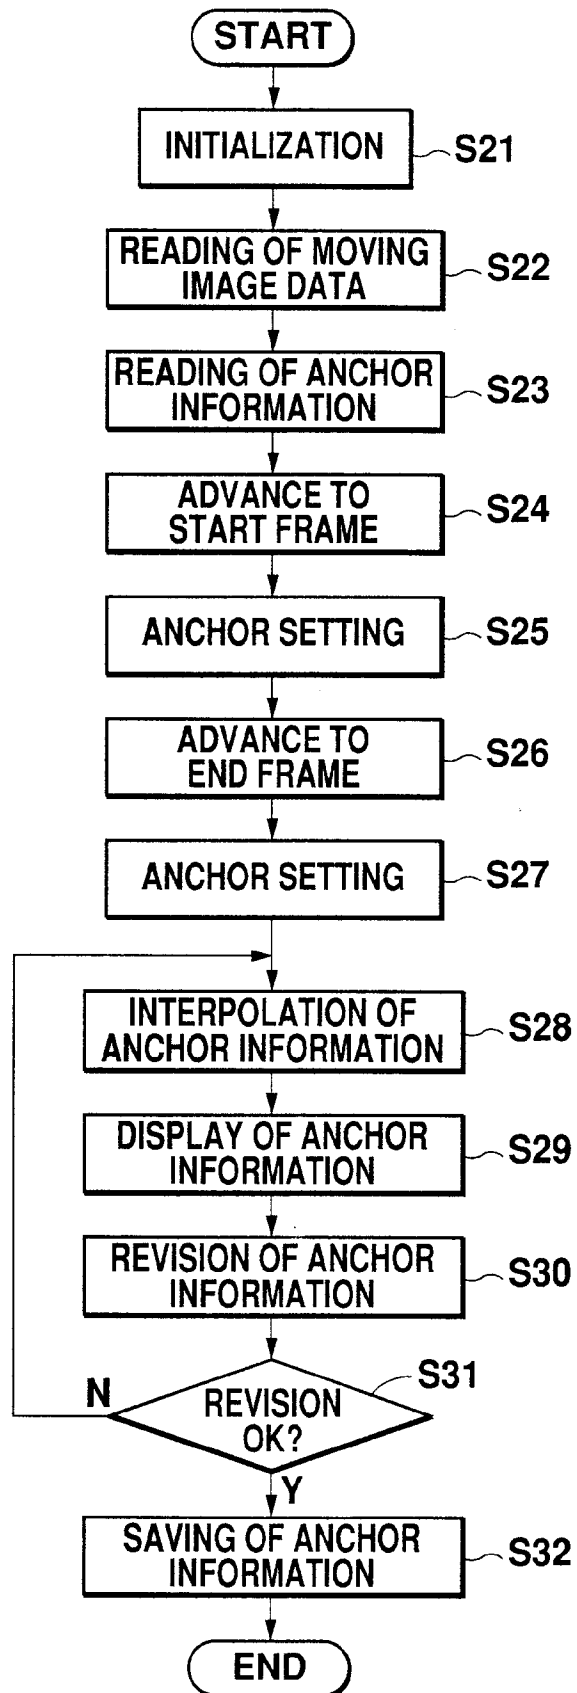 START
INITIALIZATION
S21
READING OF MOVING
IMAGE DATA
S22
READING OF ANCHOR
INFORMATION
S23
ADVANCE TO
START FRAME
S24
ANCHOR SETTING
S25
ADVANCE TO
END FRAME
S26
ANCHOR SETTING
S27
INTERPOLATION OF
ANCHOR INFORMATION
S28
DISPLAY OF ANCHOR
INFORMATION
S29
REVISION OF ANCHOR
INFORMATION
S30
S31
N
REVISION
OK?
Y
SAVING OF ANCHOR
INFORMATION
S32
END